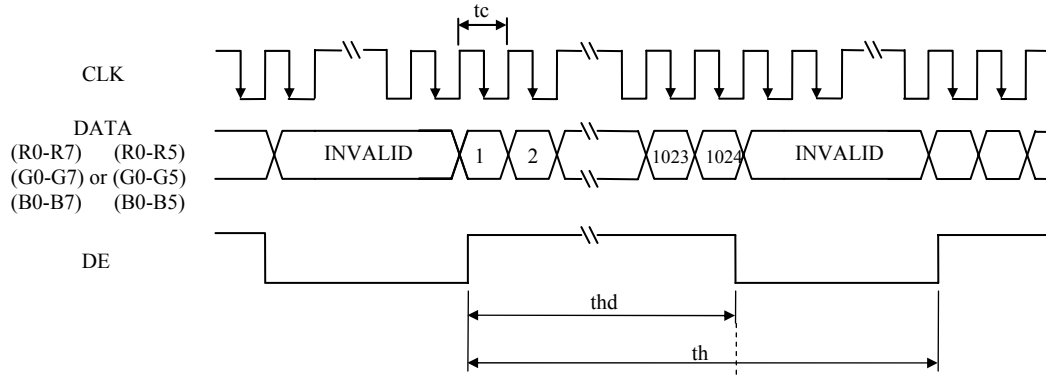 tc
CLK
DATA
(R0-R7) (R0-R5)
(G0-G7) or (G0-G5)
(B0-B7) (B0-B5)
INVALID 1 2 1023 1024 INVALID
DE
thd
th